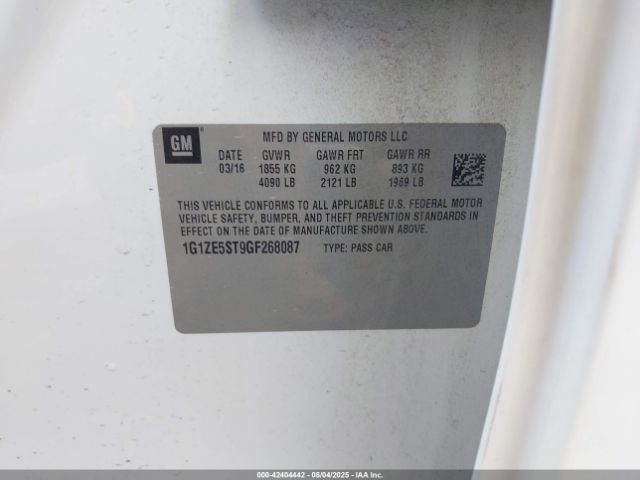 GM
MFD BY GENERAL MOTORS LLC
DATE GVWR GAWR FRT GAWR RR
03/16 1855 KG 962 KG 893 KG
4090 LB 2121 LB 1969 LB
THIS VEHICLE CONFORMS TO ALL APPLICABLE U.S. FEDERAL MOTOR
VEHICLE SAFETY, BUMPER, AND THEFT PREVENTION STANDARDS IN
EFFECT ON THE DATE OF MANUFACTURE SHOWN ABOVE.
1G1ZE5ST9GF268087 TYPE: PASS CAR
00-42404442 | 06/04/2025 - IAA Inc.